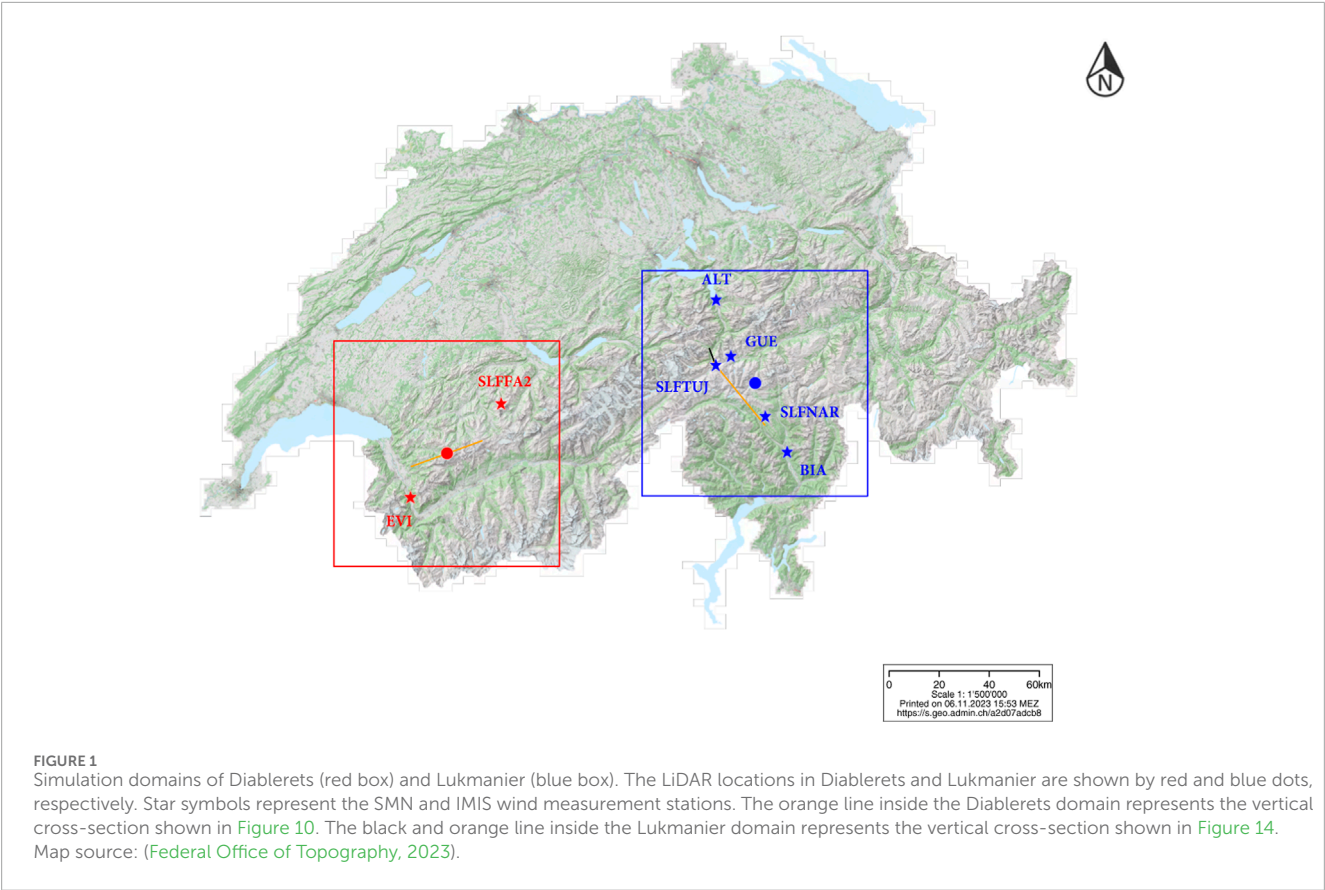 N
ALT
GUE
SLFTUJ
SLFFA2
SLFNAR
BIA
EVI
0 20 40 60km
Scale 1: 1'500'000
Printed on 06.11.2023 15:53 MEZ
https://s.geo.admin.ch/a2d07adcb8
FIGURE 1
Simulation domains of Diablerets (red box) and Lukmanier (blue box). The LiDAR locations in Diablerets and Lukmanier are shown by red and blue dots,
respectively. Star symbols represent the SMN and IMIS wind measurement stations. The orange line inside the Diablerets domain represents the vertical
cross-section shown in Figure 10. The black and orange line inside the Lukmanier domain represents the vertical cross-section shown in Figure 14.
Map source: (Federal Office of Topography, 2023).